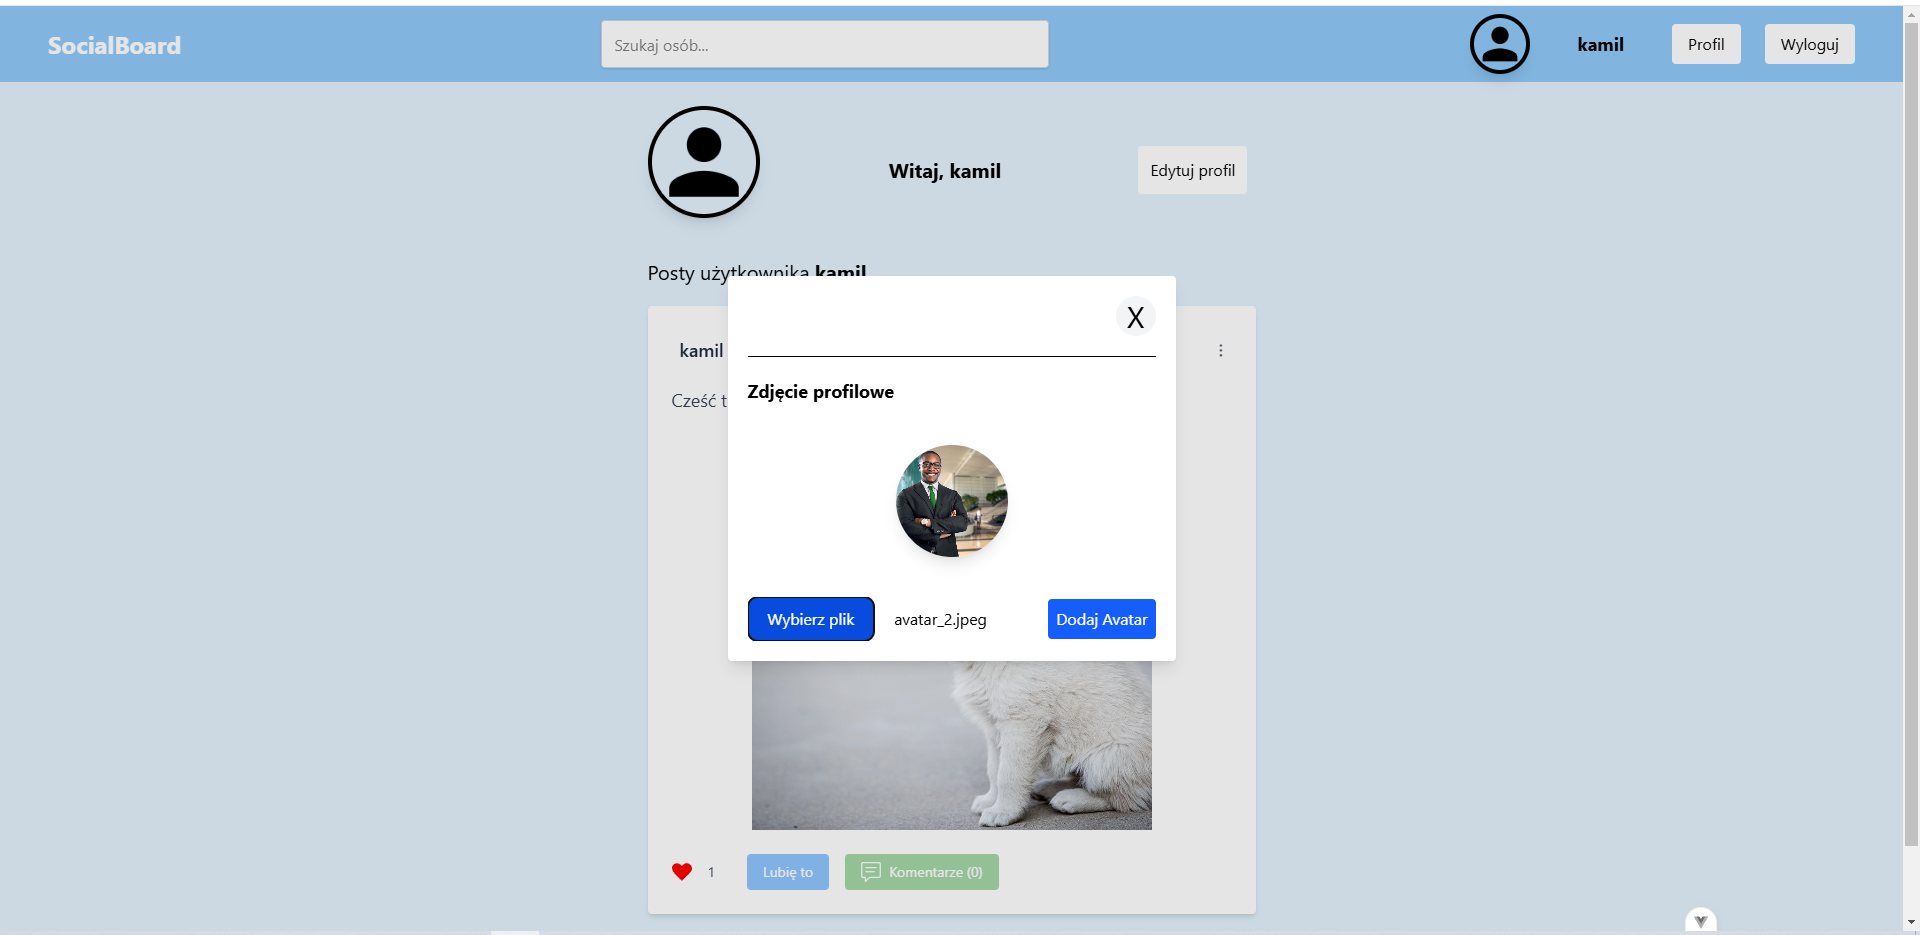 SocialBoard
Szukaj osób...
kamil
Profil
Wyloguj
Witaj, kamil
Edytuj profil
Posty użytkownika kamil
X
kamil
Zdjęcie profilowe
Cześć t
Wybierz plik
avatar_2.jpeg
Dodaj Avatar
1
Lubię to
Komentarze (0)